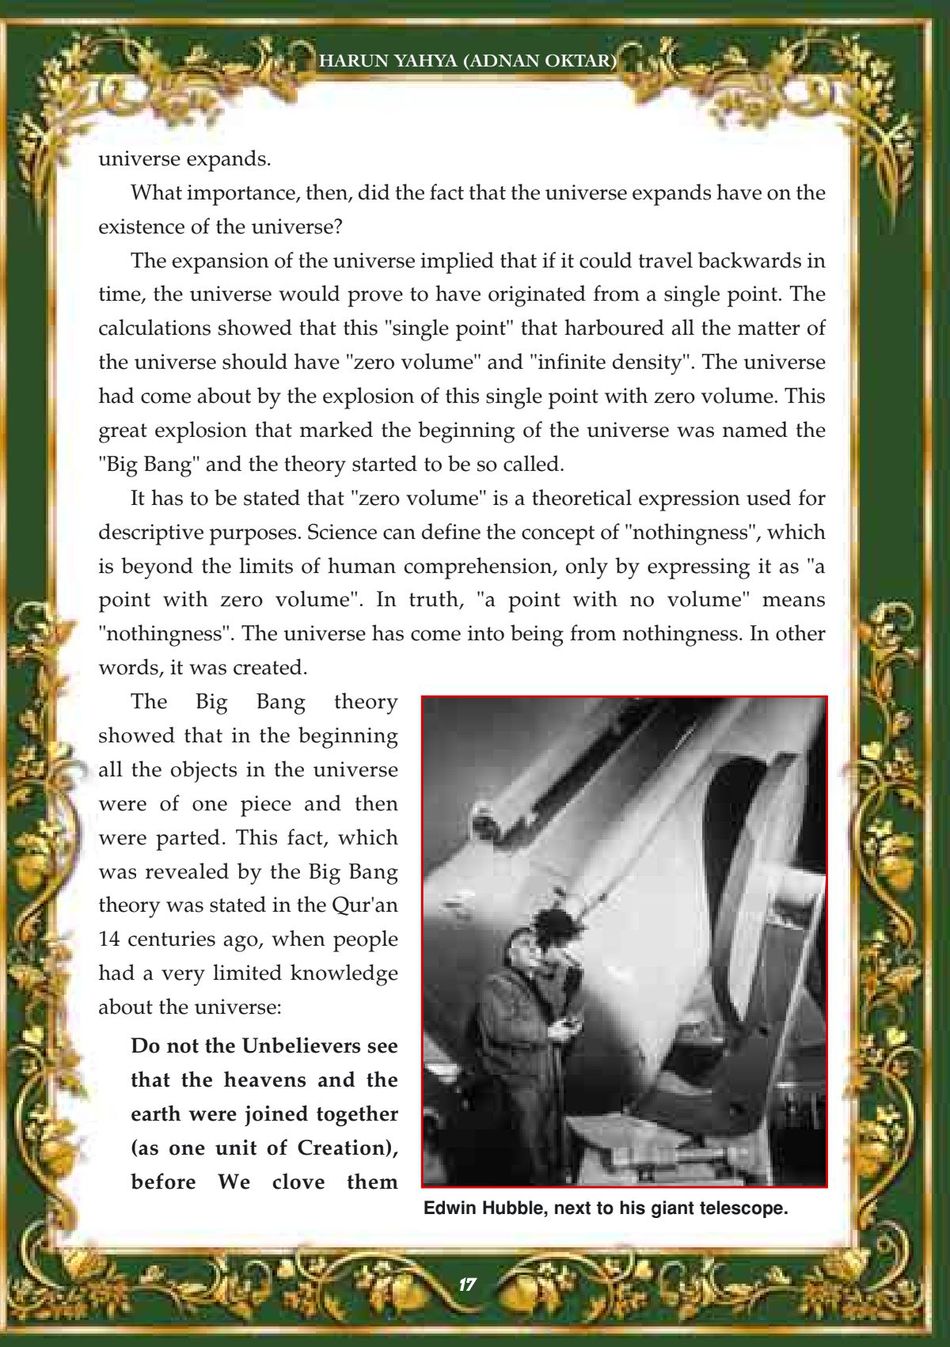 HARUN YAHYA (ADNAN OKTAR)
universe expands.
What importance, then, did the fact that the universe expands have on the
existence of the universe?
The expansion of the universe implied that if it could travel backwards in
time, the universe would prove to have originated from a single point. The
calculations showed that this "single point" that harboured all the matter of
the universe should have "zero volume" and "infinite density". The universe
had come about by the explosion of this single point with zero volume. This
great explosion that marked the beginning of the universe was named the
"Big Bang" and the theory started to be so called.
It has to be stated that "zero volume" is a theoretical expression used for
descriptive purposes. Science can define the concept of "nothingness", which
is beyond the limits of human comprehension, only by expressing it as "a
point with zero volume". In truth, "a point with no volume" means
"nothingness". The universe has come into being from nothingness. In other
words, it was created.
The Big Bang theory
showed that in the beginning
all the objects in the universe
were of one piece and then
were parted. This fact, which
was revealed by the Big Bang
theory was stated in the Qur'an
14 centuries ago, when people
had a very limited knowledge
about the universe:
Do not the Unbelievers see
that the heavens and the
earth were joined together
(as one unit of Creation),
before We clove them
Edwin Hubble, next to his giant telescope.
17